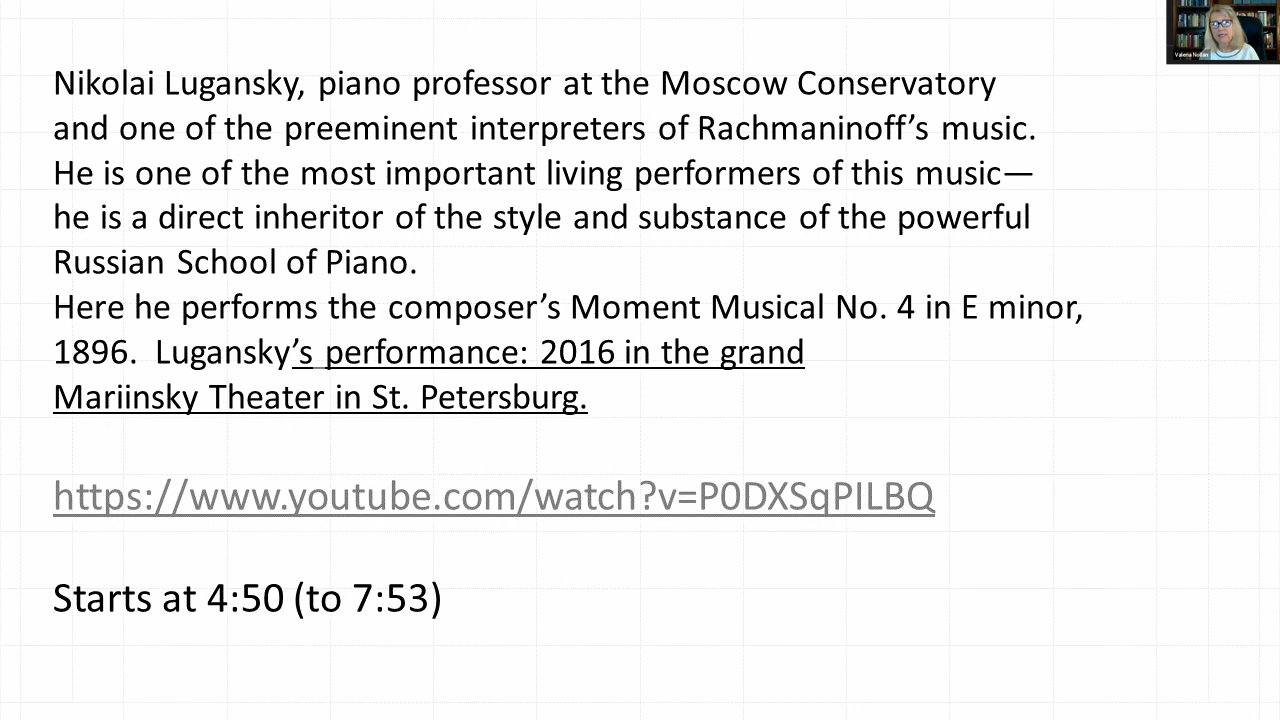 Valeria Nollan
Nikolai Lugansky, piano professor at the Moscow Conservatory
and one of the preeminent interpreters of Rachmaninoff’s music.
He is one of the most important living performers of this music—
he is a direct inheritor of the style and substance of the powerful
Russian School of Piano.
Here he performs the composer’s Moment Musical No. 4 in E minor,
1896.  Lugansky’s performance: 2016 in the grand
Mariinsky Theater in St. Petersburg.
https://www.youtube.com/watch?v=P0DXSqPILBQ
Starts at 4:50 (to 7:53)